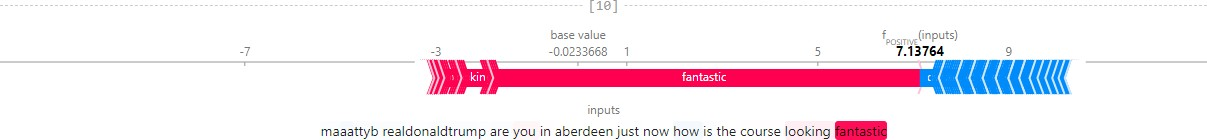 [10]
base value
f POSITIVE (inputs)
-7 -3 -0.0233668 1 5 7.13764 9
kin fantastic
inputs
maaattyb realdonaldtrump are you in aberdeen just now how is the course looking fantastic